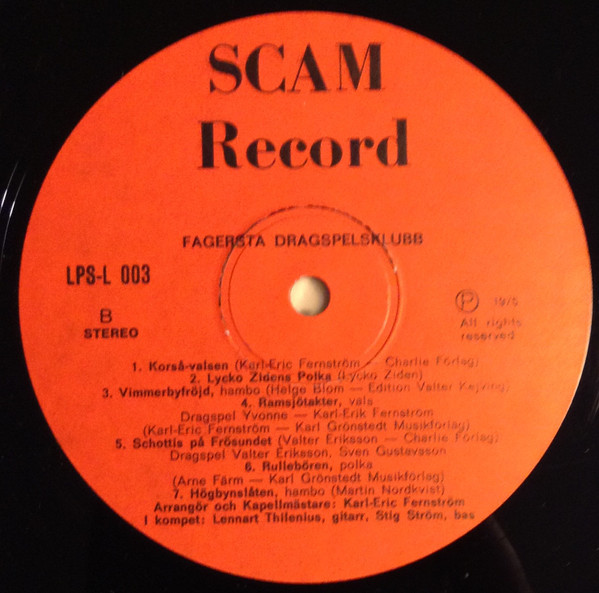 SCAM
Record
FAGERSTA DRAGSPELSKLUBB
LPS-L 003
B
STEREO
Ⓟ 1975
All rights
reserved
1. Korså-valsen (Karl-Eric Fernström — Charlie Förlag)
2. Lycko Zidens Polka (Lycko Ziden)
3. Vimmerbyfröjd, hambo (Helge Blom — Edition Valter Kejving)
4. Ramsjötakter, vals
Dragspel Yvonne — Karl-Erik Fernström
(Karl-Eric Fernström — Karl Grönstedt Musikförlag)
5. Schottis på Frösundet (Valter Eriksson — Charlie Förlag)
Dragspel Valter Eriksson, Sven Gustavsson
6. Rullebören, polka
(Arne Färm — Karl Grönstedt Musikförlag)
7. Högbynslåten, hambo (Martin Nordkvist)
Arrangör och Kapellmästare: Karl-Eric Fernström
I kompet: Lennart Thilenius, gitarr, Stig Ström, bas